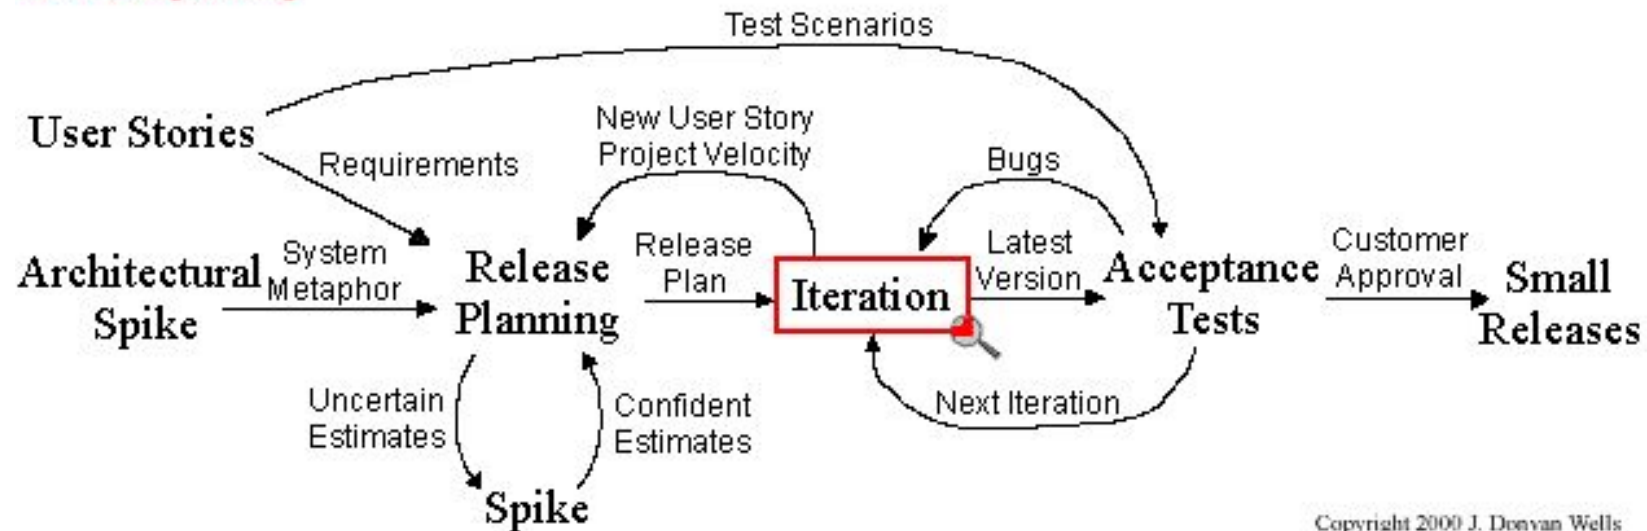 Test Scenarios
User Stories
New User Story
Project Velocity
Requirements
Bugs
Architectural
Spike
System
Metaphor
Release
Planning
Release
Plan
Iteration
Latest
Version
Acceptance
Tests
Customer
Approval
Small
Releases
Uncertain
Estimates
Confident
Estimates
Next Iteration
Spike
Copyright 2000 J. Donvan Wells